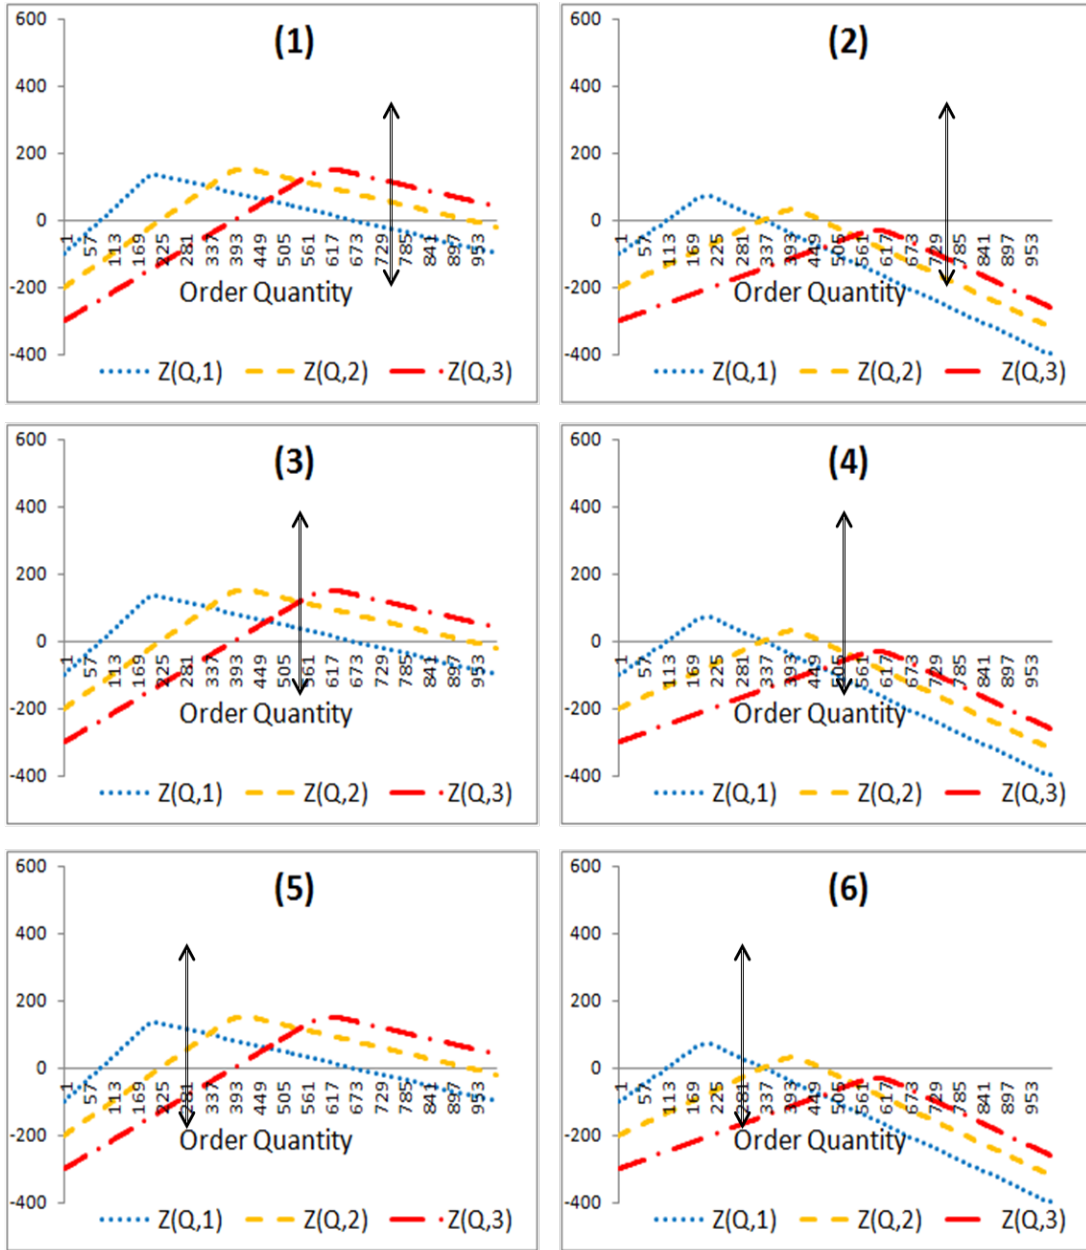 (1)
600
400
200
0
-200
-400
1 57 113 169 225 281 337 393 449 505 561 617 673 729 785 841 897 953
Order Quantity
Z(Q,1) Z(Q,2) Z(Q,3)
(2)
600
400
200
0
-200
-400
1 57 113 169 225 281 337 393 449 505 561 617 673 729 785 841 897 953
Order Quantity
Z(Q,1) Z(Q,2) Z(Q,3)
(3)
600
400
200
0
-200
-400
1 57 113 169 225 281 337 393 449 505 561 617 673 729 785 841 897 953
Order Quantity
Z(Q,1) Z(Q,2) Z(Q,3)
(4)
600
400
200
0
-200
-400
1 57 113 169 225 281 337 393 449 505 561 617 673 729 785 841 897 953
Order Quantity
Z(Q,1) Z(Q,2) Z(Q,3)
(5)
600
400
200
0
-200
-400
1 57 113 169 225 281 337 393 449 505 561 617 673 729 785 841 897 953
Order Quantity
Z(Q,1) Z(Q,2) Z(Q,3)
(6)
600
400
200
0
-200
-400
1 57 113 169 225 281 337 393 449 505 561 617 673 729 785 841 897 953
Order Quantity
Z(Q,1) Z(Q,2) Z(Q,3)